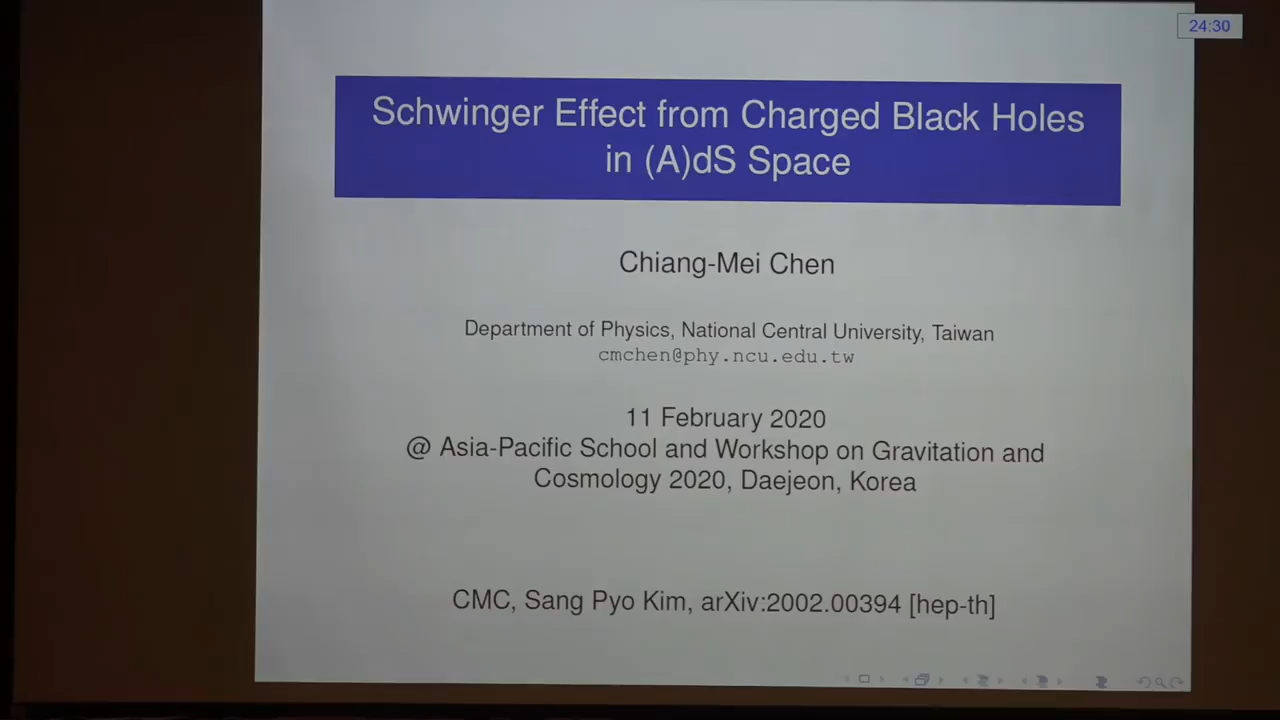 24:30
Schwinger Effect from Charged Black Holes
in (A)dS Space
Chiang-Mei Chen
Department of Physics, National Central University, Taiwan
cmchen@phy.ncu.edu.tw
11 February 2020
@ Asia-Pacific School and Workshop on Gravitation and
Cosmology 2020, Daejeon, Korea
CMC, Sang Pyo Kim, arXiv:2002.00394 [hep-th]